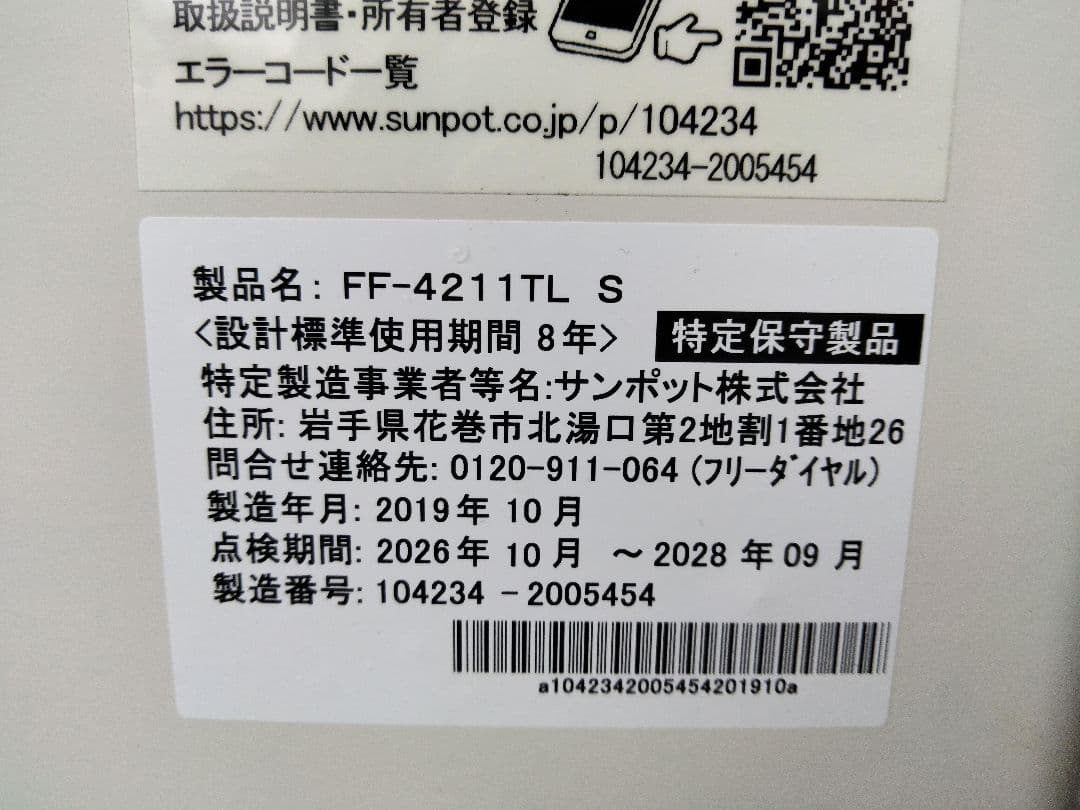 取扱説明書・所有者登録
エラーコード一覧
https://www.sunpot.co.jp/p/104234
104234-2005454
製品名: FF-4211TL S
<設計標準使用期間 8年> 特定保守製品
特定製造事業者等名:サンポット株式会社
住所: 岩手県花巻市北湯口第2地割1番地26
問合せ連絡先: 0120-911-064 (フリーダイヤル)
製造年月: 2019年 10 月
点検期間: 2026年 10 月 ~ 2028 年 09 月
製造番号: 104234 - 2005454
a1042342005454201910a